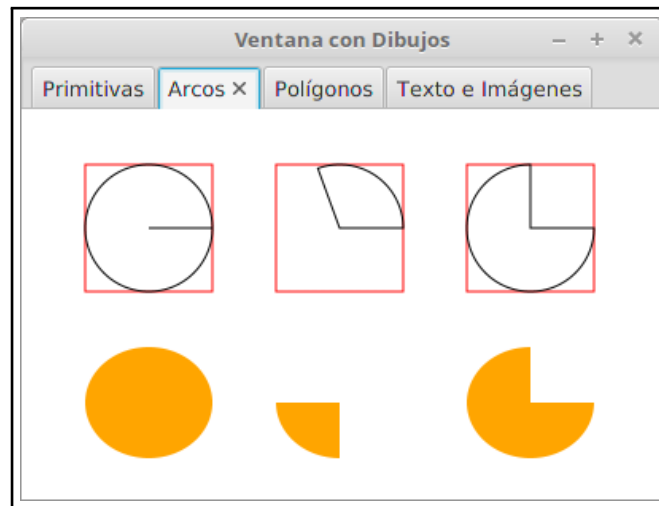 Ventana con Dibujos
Primitivas Arcos Polígonos Texto e Imágenes